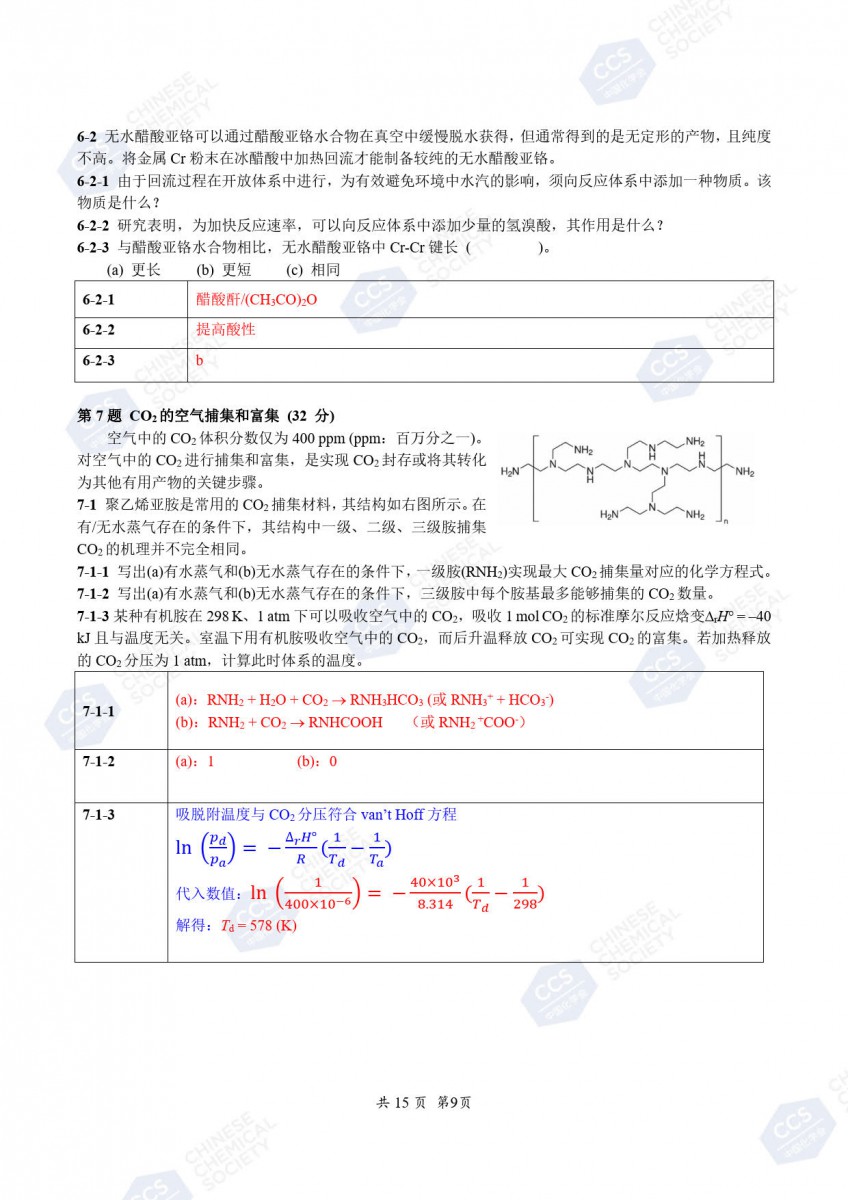 6-2 无水醋酸亚铬可以通过醋酸亚铬水合物在真空中缓慢脱水获得，但通常得到的是无定形的产物，且纯度
不高。将金属 Cr 粉末在冰醋酸中加热回流才能制备较纯的无水醋酸亚铬。
6-2-1 由于回流过程在开放体系中进行，为有效避免环境中水汽的影响，须向反应体系中添加一种物质。该
物质是什么？
6-2-2 研究表明，为加快反应速率，可以向反应体系中添加少量的氢溴酸，其作用是什么？
6-2-3 与醋酸亚铬水合物相比，无水醋酸亚铬中 Cr-Cr 键长 (            )。
(a) 更长 (b) 更短 (c) 相同
6-2-1 醋酸酐/(CH₃CO)₂O
6-2-2 提高酸性
6-2-3 b
第 7 题 CO₂的空气捕集和富集 (32 分)
空气中的 CO₂ 体积分数仅为 400 ppm (ppm：百万分之一)。
对空气中的 CO₂ 进行捕集和富集，是实现 CO₂ 封存或将其转化
为其他有用产物的关键步骤。
7-1 聚乙烯亚胺是常用的 CO₂ 捕集材料，其结构如右图所示。在
有/无水蒸气存在的条件下，其结构中一级、二级、三级胺捕集
CO₂ 的机理并不完全相同。
NH₂
N
H
NH₂
H₂N
N
N
H
N
N
H
N
NH₂
H₂N
N
NH₂
n
7-1-1 写出(a)有水蒸气和(b)无水蒸气存在的条件下，一级胺(RNH₂)实现最大 CO₂ 捕集量对应的化学方程式。
7-1-2 写出(a)有水蒸气和(b)无水蒸气存在的条件下，三级胺中每个胺基最多能够捕集的 CO₂ 数量。
7-1-3 某种有机胺在 298 K、1 atm 下可以吸收空气中的 CO₂，吸收 1 mol CO₂ 的标准摩尔反应焓变ΔᵣH° = –40
kJ 且与温度无关。室温下用有机胺吸收空气中的 CO₂，而后升温释放 CO₂ 可实现 CO₂ 的富集。若加热释放
的 CO₂ 分压为 1 atm，计算此时体系的温度。
7-1-1 (a)：RNH₂ + H₂O + CO₂ → RNH₃HCO₃ (或 RNH₃⁺ + HCO₃⁻)
(b)：RNH₂ + CO₂ → RNHCOOH （或 RNH₂⁺COO⁻）
7-1-2 (a)：1 (b)：0
7-1-3 吸脱附温度与 CO₂ 分压符合 van't Hoff 方程
ln (p_d/p_a) = − Δ_rH°/R (1/T_d − 1/T_a)
代入数值：ln (1/400×10⁻⁶) = − 40×10³/8.314 (1/T_d − 1/298)
解得：T_d = 578 (K)
共 15 页 第9页
CCS
中国化学会
CHINESE
CHEMICAL
SOCIETY